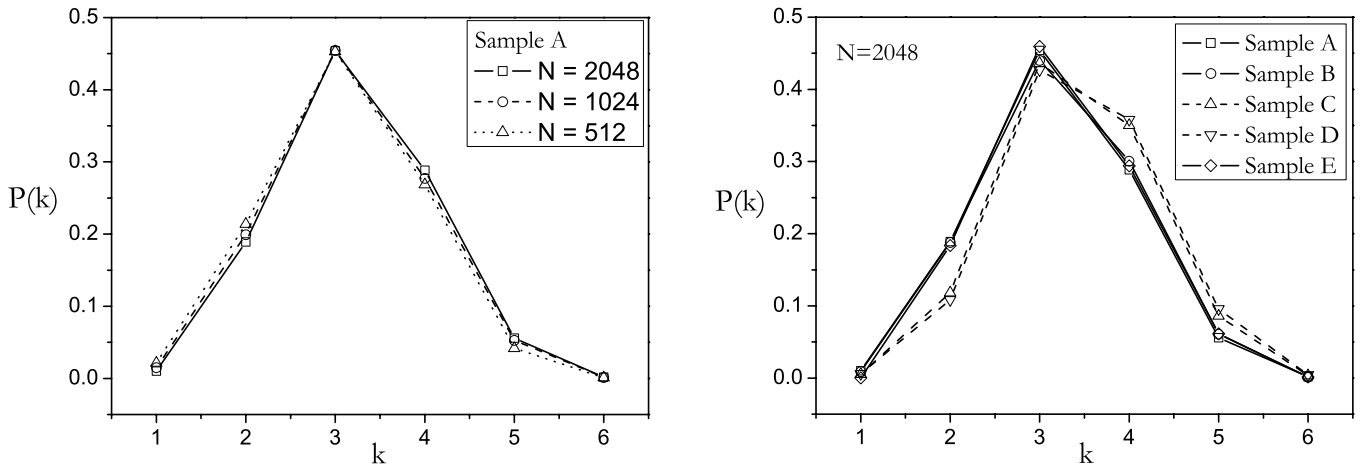 0.5
0.4
0.3
0.2
0.1
0.0
P(k)
1 2 3 4 5 6
k
Sample A
N = 2048
N = 1024
N = 512
0.5
0.4
0.3
0.2
0.1
0.0
P(k)
1 2 3 4 5 6
k
N=2048
Sample A
Sample B
Sample C
Sample D
Sample E